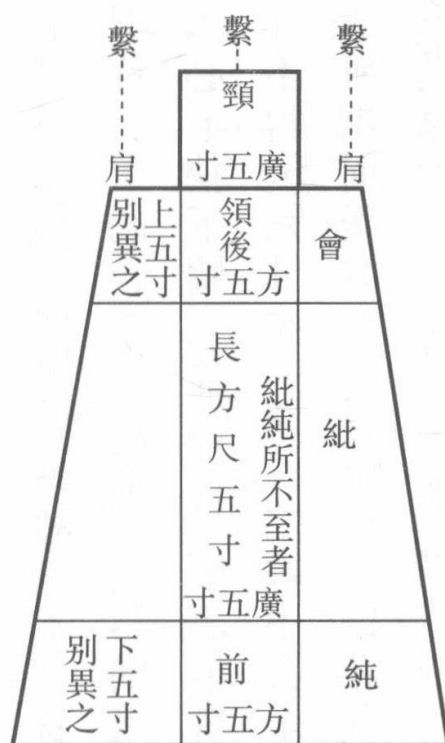 繫
繫
繫
肩
頸
廣五寸
肩
會
領後
方五寸
上五寸
別異之
紕
紕純所不至者
長方尺五寸
廣五寸
純
前
方五寸
下五寸
別異之